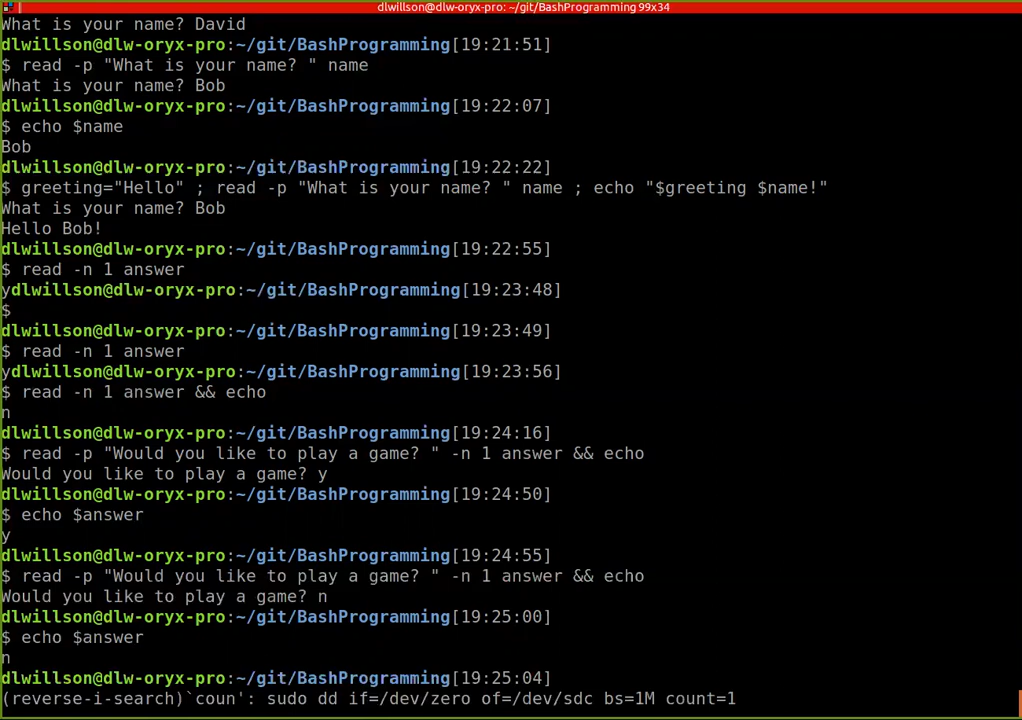 dlwillson@dlw-oryx-pro: ~/git/BashProgramming 99x34
What is your name? David
dlwillson@dlw-oryx-pro:~/git/BashProgramming[19:21:51]
$ read -p "What is your name? " name
What is your name? Bob
dlwillson@dlw-oryx-pro:~/git/BashProgramming[19:22:07]
$ echo $name
Bob
dlwillson@dlw-oryx-pro:~/git/BashProgramming[19:22:22]
$ greeting="Hello" ; read -p "What is your name? " name ; echo "$greeting $name!"
What is your name? Bob
Hello Bob!
dlwillson@dlw-oryx-pro:~/git/BashProgramming[19:22:55]
$ read -n 1 answer
ydlwillson@dlw-oryx-pro:~/git/BashProgramming[19:23:48]
$
dlwillson@dlw-oryx-pro:~/git/BashProgramming[19:23:49]
$ read -n 1 answer
ydlwillson@dlw-oryx-pro:~/git/BashProgramming[19:23:56]
$ read -n 1 answer && echo
n
dlwillson@dlw-oryx-pro:~/git/BashProgramming[19:24:16]
$ read -p "Would you like to play a game? " -n 1 answer && echo
Would you like to play a game? y
dlwillson@dlw-oryx-pro:~/git/BashProgramming[19:24:50]
$ echo $answer
y
dlwillson@dlw-oryx-pro:~/git/BashProgramming[19:24:55]
$ read -p "Would you like to play a game? " -n 1 answer && echo
Would you like to play a game? n
dlwillson@dlw-oryx-pro:~/git/BashProgramming[19:25:00]
$ echo $answer
n
dlwillson@dlw-oryx-pro:~/git/BashProgramming[19:25:04]
(reverse-i-search)`coun': sudo dd if=/dev/zero of=/dev/sdc bs=1M count=1